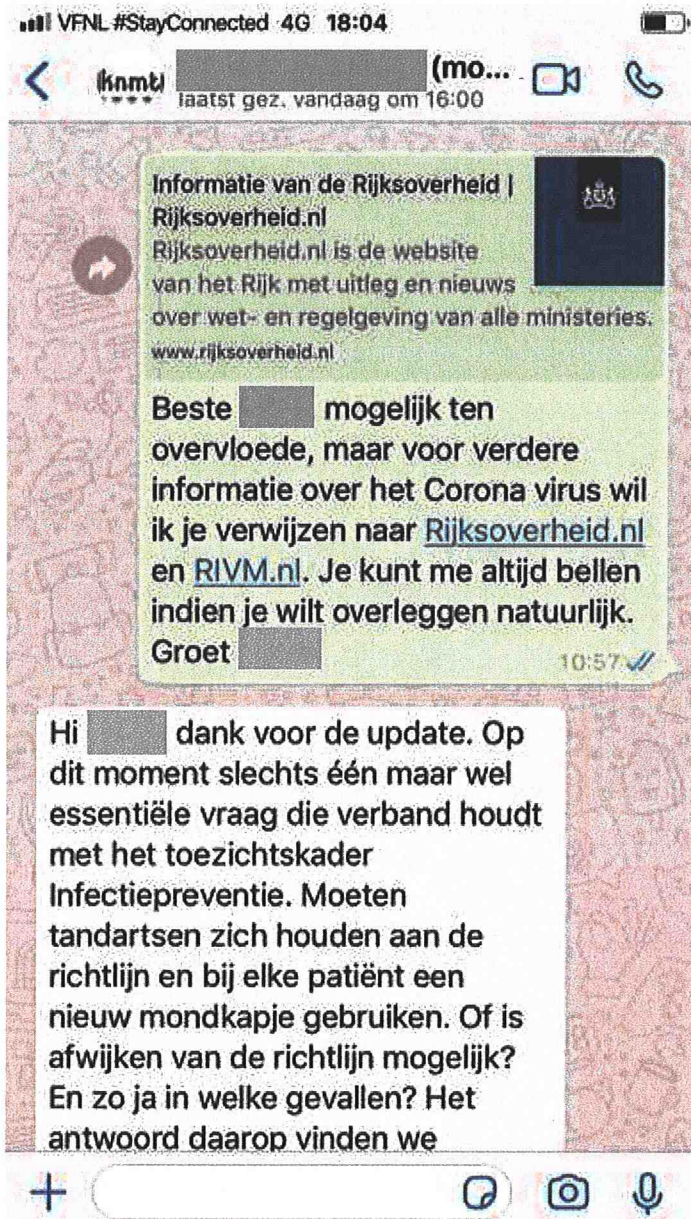 VFNL #StayConnected 4G 18:04
knmt
(mo...
laatst gez. vandaag om 16:00
Informatie van de Rijksoverheid |
Rijksoverheid.nl
Rijksoverheid.nl is de website
van het Rijk met uitleg en nieuws
over wet- en regelgeving van alle ministeries.
www.rijksoverheid.nl
Beste mogelijk ten
overvloede, maar voor verdere
informatie over het Corona virus wil
ik je verwijzen naar Rijksoverheid.nl
en RIVM.nl. Je kunt me altijd bellen
indien je wilt overleggen natuurlijk.
Groet
10:57
Hi dank voor de update. Op
dit moment slechts één maar wel
essentiële vraag die verband houdt
met het toezichtskader
Infectiepreventie. Moeten
tandartsen zich houden aan de
richtlijn en bij elke patiënt een
nieuw mondkapje gebruiken. Of is
afwijken van de richtlijn mogelijk?
En zo ja in welke gevallen? Het
antwoord daarop vinden we